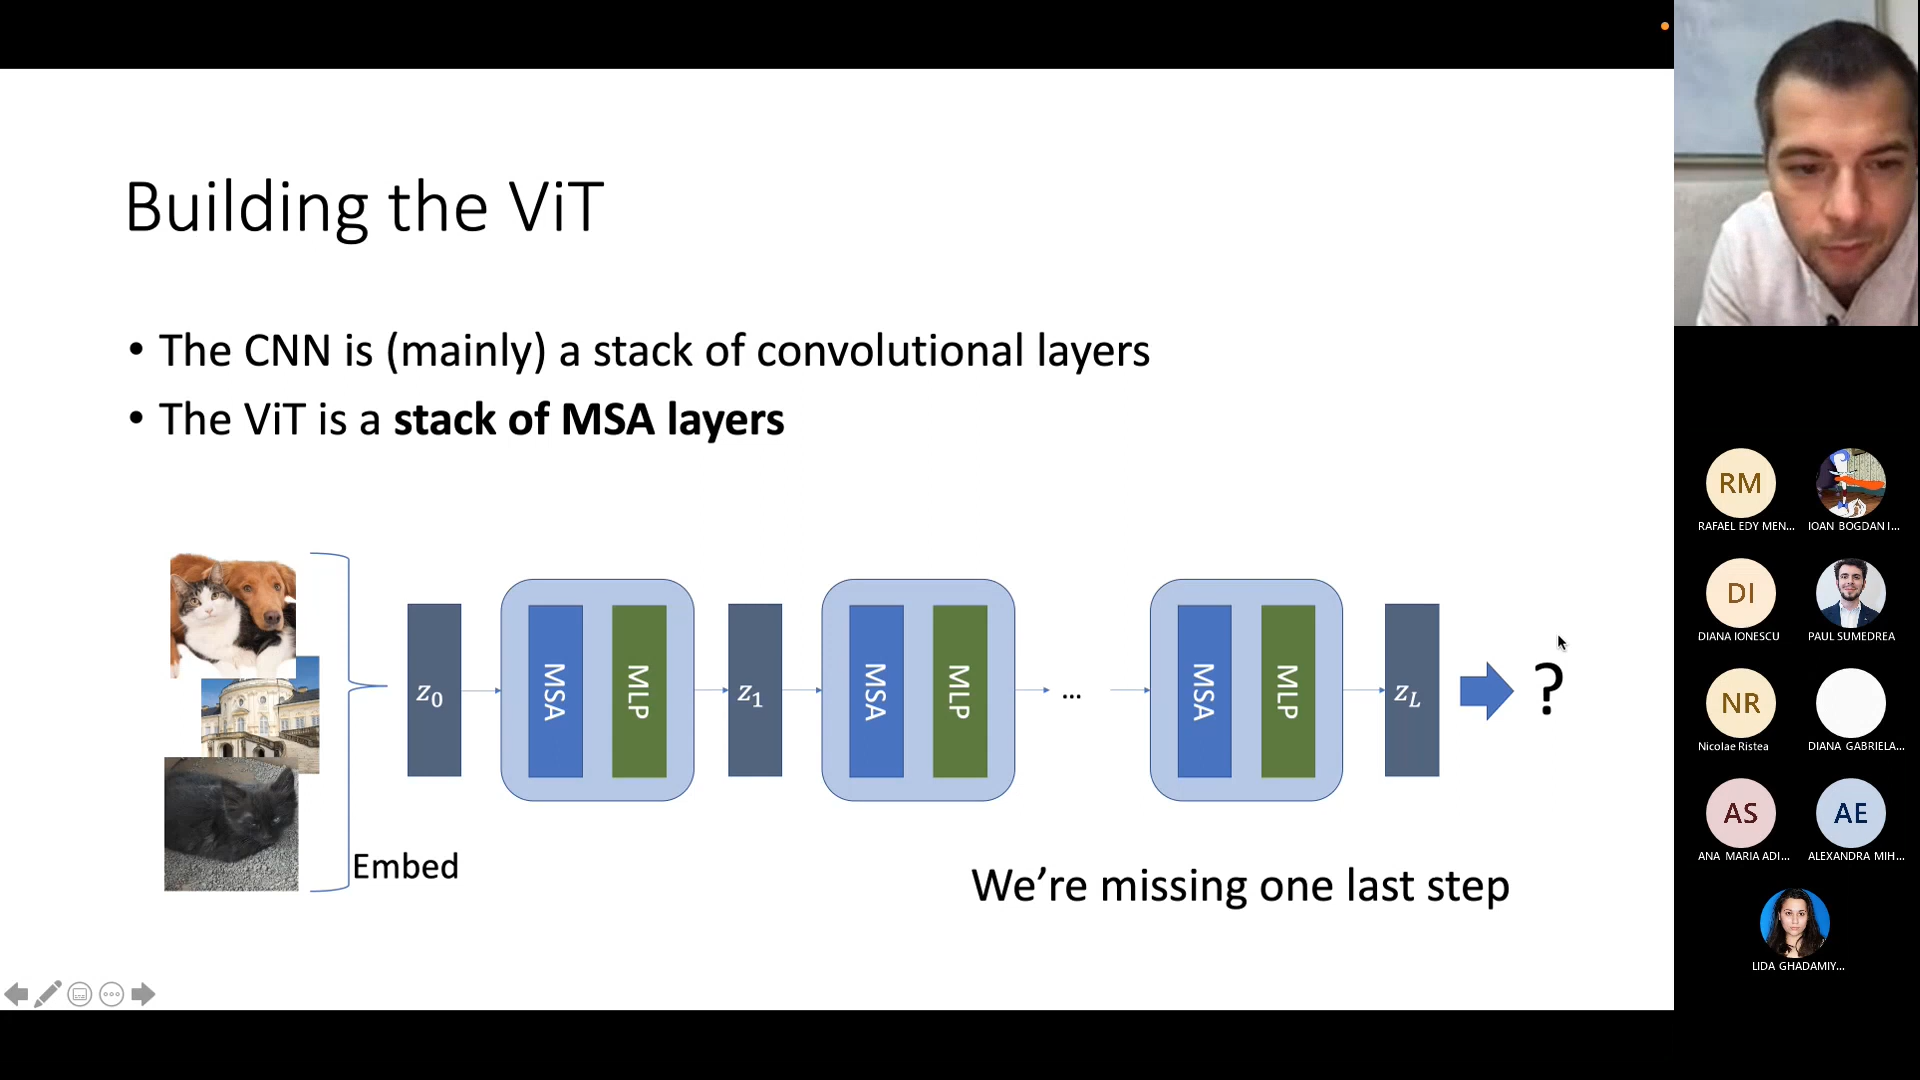 Building the ViT
• The CNN is (mainly) a stack of convolutional layers
• The ViT is a stack of MSA layers
Embed
z0
MSA
MLP
z1
MSA
MLP
...
MSA
MLP
zL
?
We're missing one last step
RM
RAFAEL EDY MEN...
IOAN BOGDAN I...
DI
DIANA IONESCU
PAUL SUMEDREA
NR
Nicolae Ristea
DIANA GABRIELA...
AS
ANA MARIA ADI...
AE
ALEXANDRA MIH...
LIDA GHADAMIY...